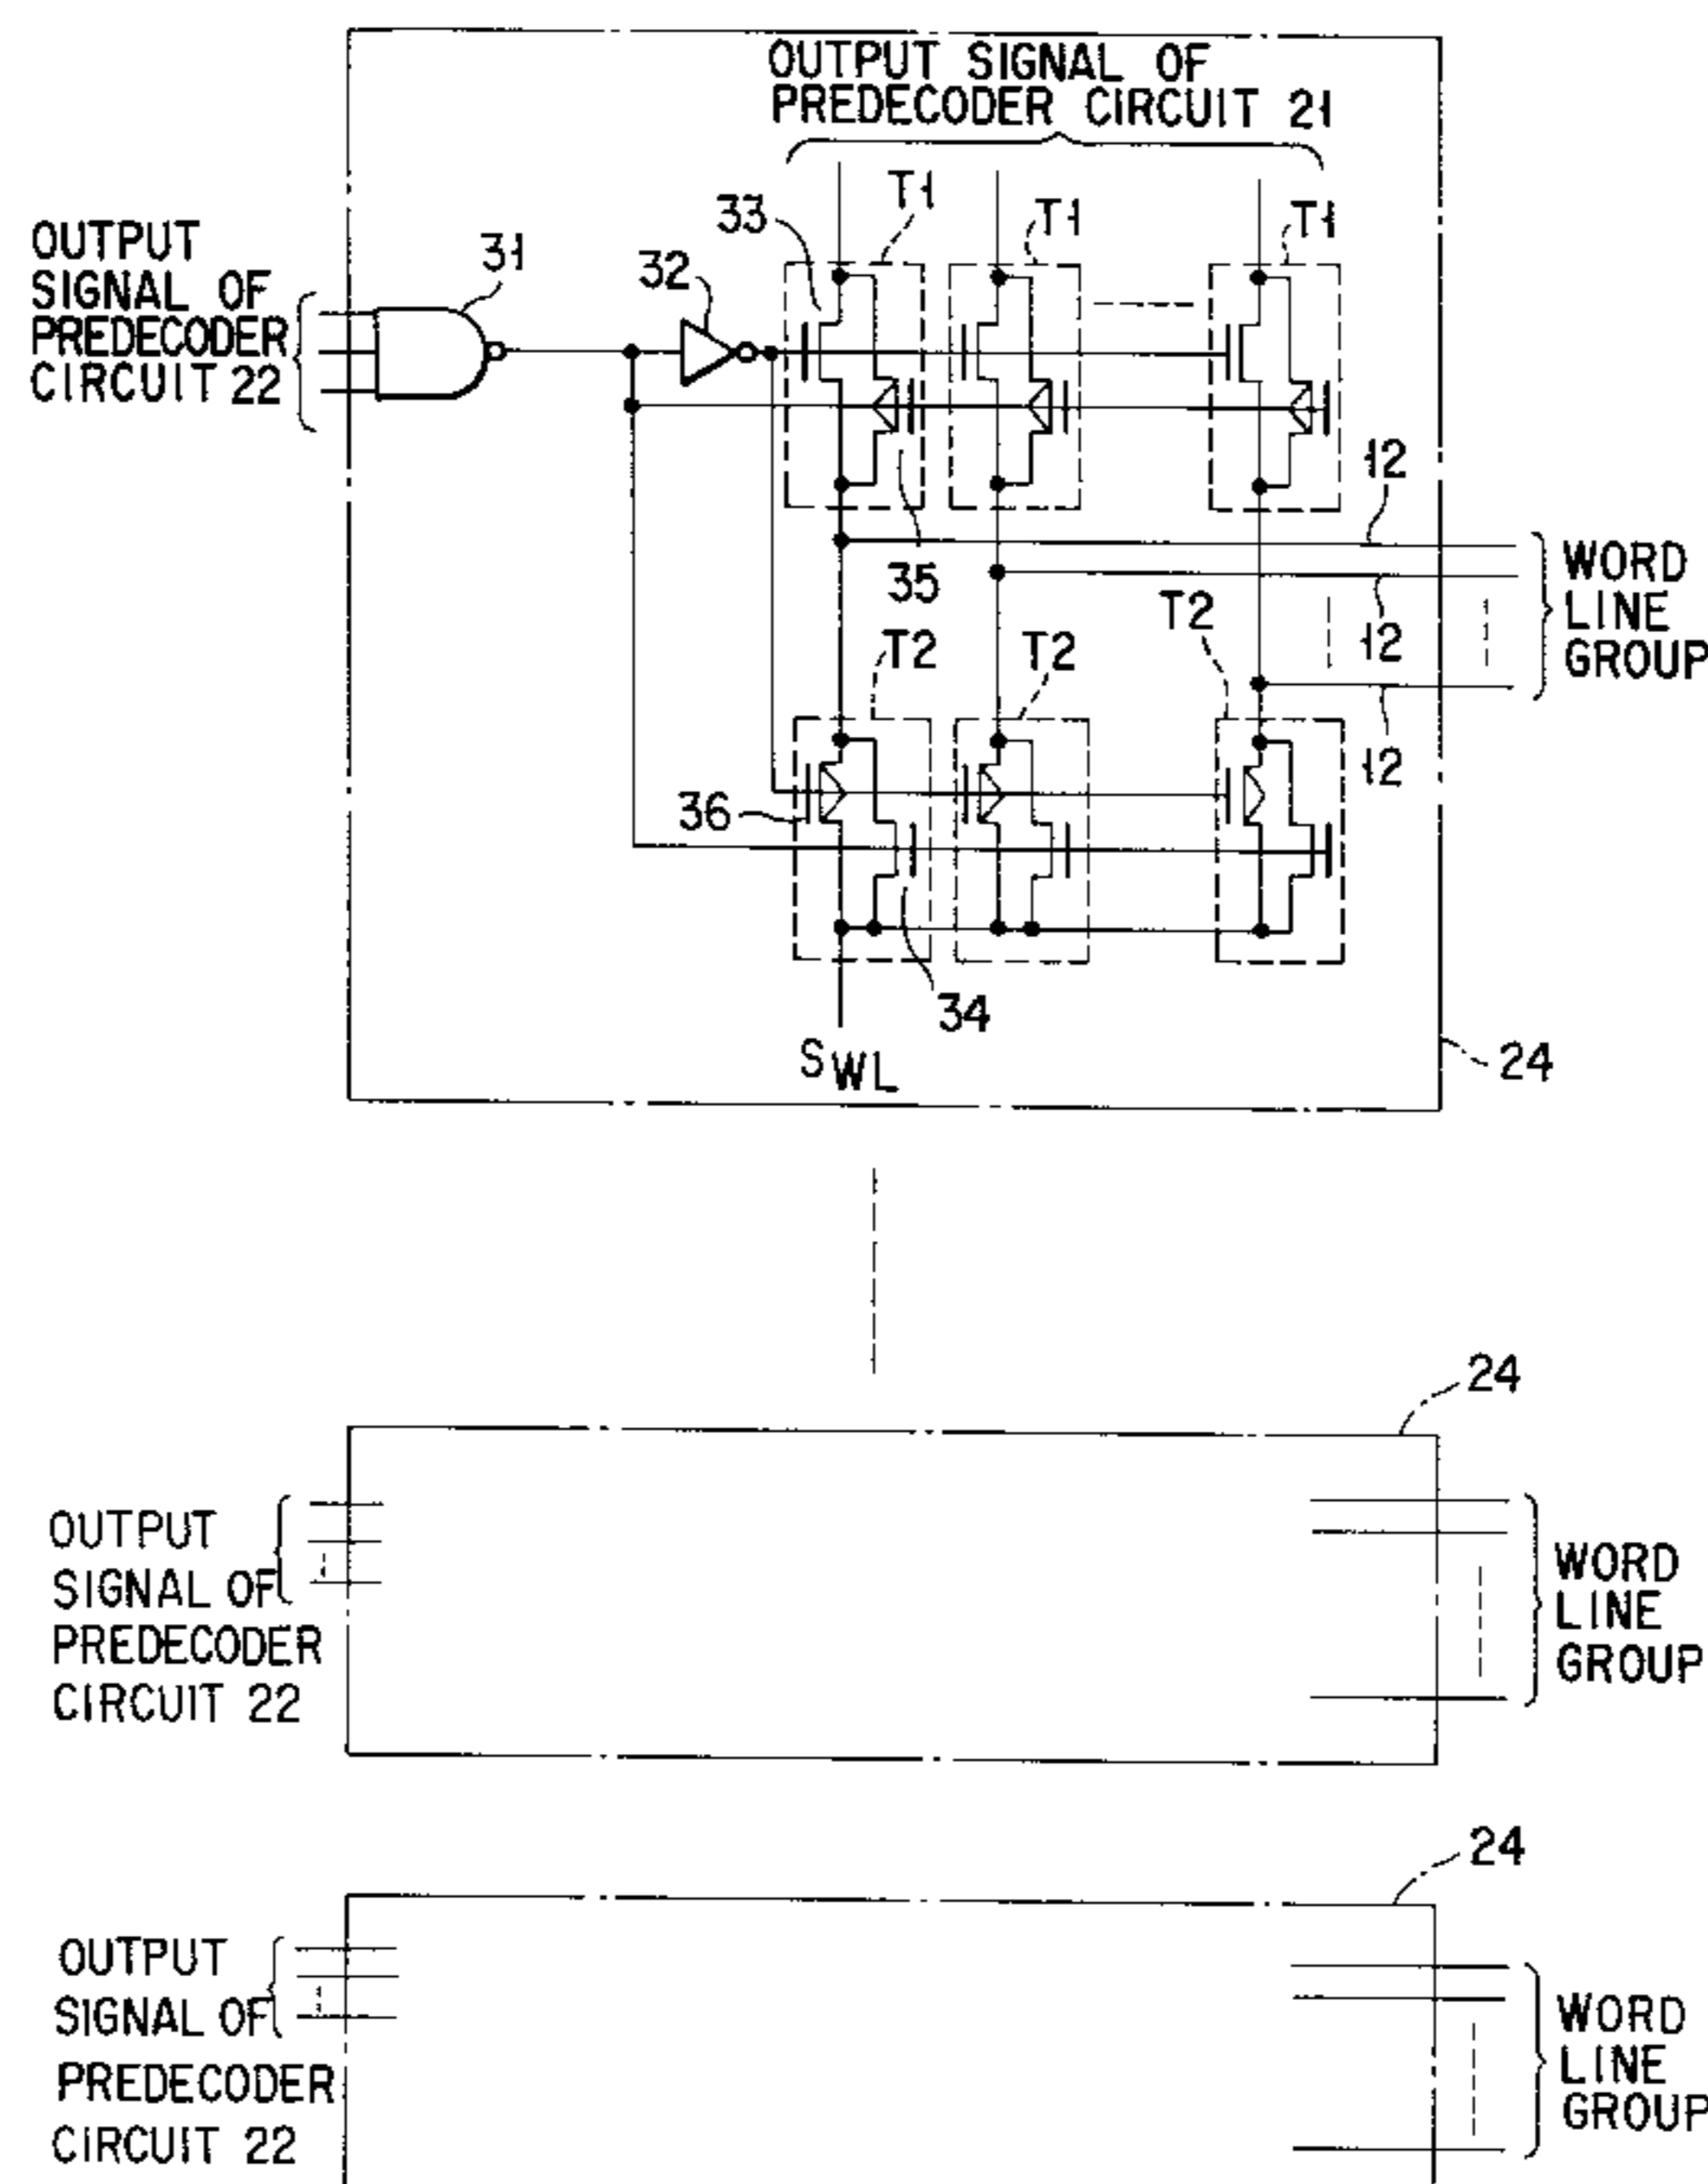 OUTPUT SIGNAL OF
PREDECODER CIRCUIT 21
T1
T1
T1
33
OUTPUT
SIGNAL OF
PREDECODER
CIRCUIT 22
31
32
12
35
WORD
LINE
GROUP
12
T2
T2
T2
12
36
34
SWL
24
24
OUTPUT
SIGNAL OF
PREDECODER
CIRCUIT 22
WORD
LINE
GROUP
24
OUTPUT
SIGNAL OF
PREDECODER
CIRCUIT 22
WORD
LINE
GROUP